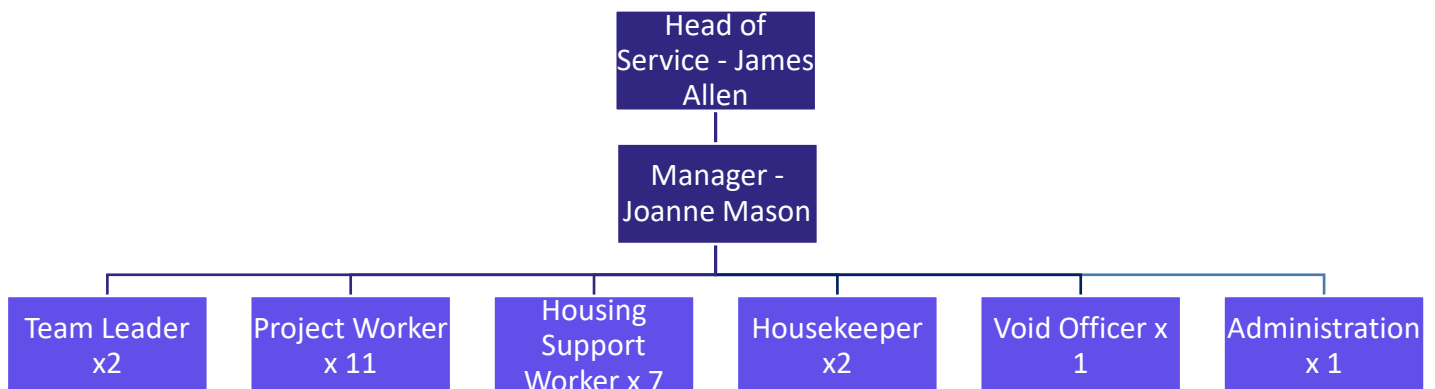 Head of
Service - James
Allen
Manager -
Joanne Mason
Team Leader
x2
Project Worker
x 11
Housing
Support
Worker x 7
Housekeeper
x2
Void Officer x
1
Administration
x 1